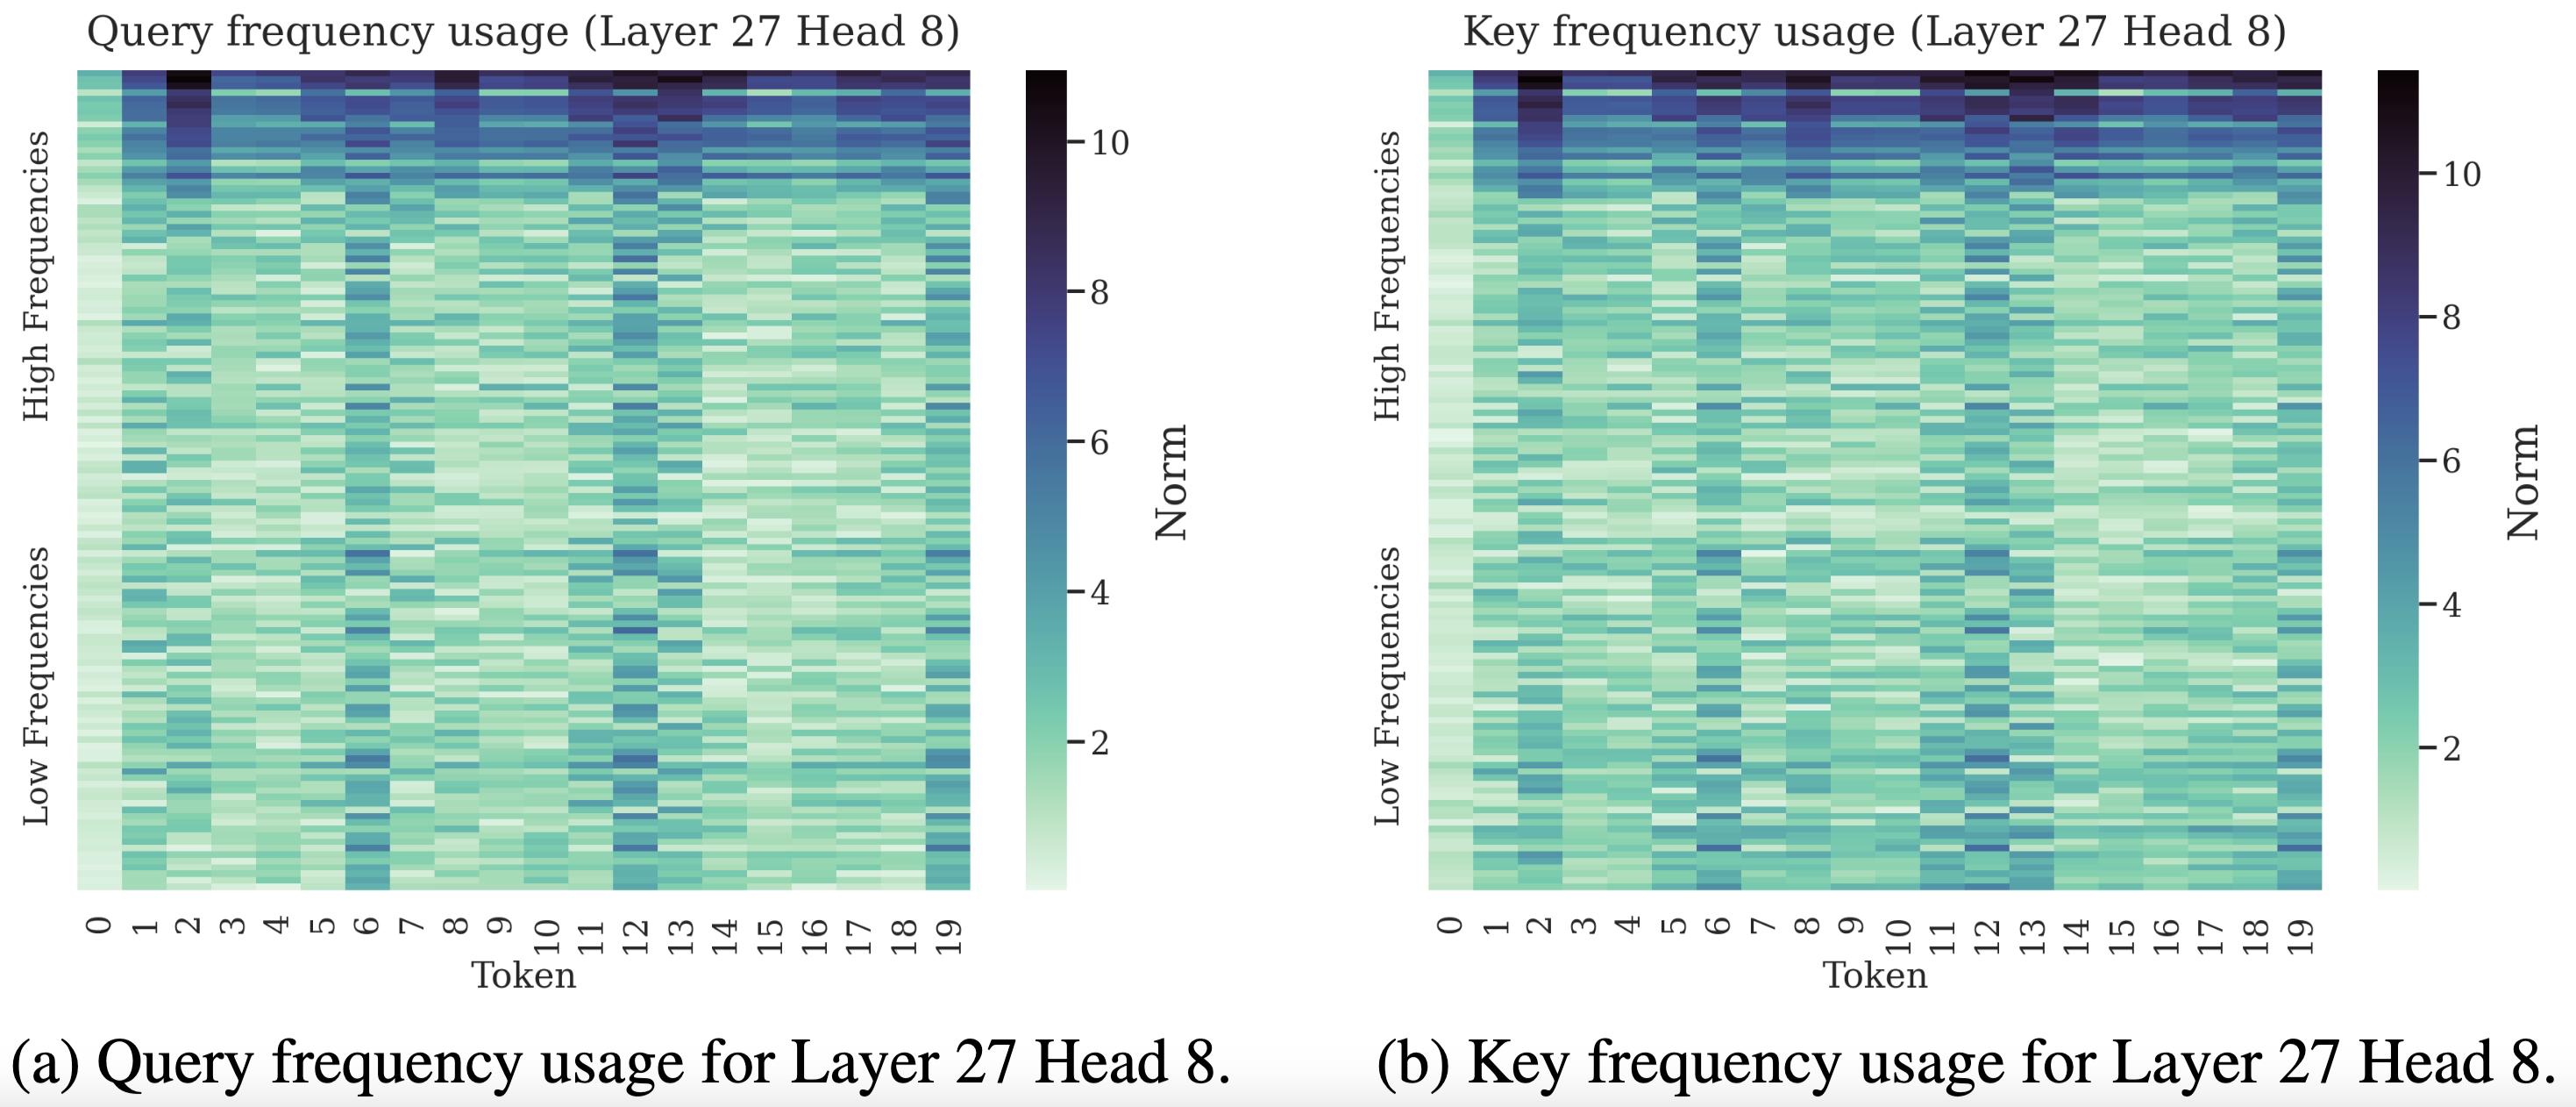 Query frequency usage (Layer 27 Head 8)
High Frequencies
Low Frequencies
0 1 2 3 4 5 6 7 8 9 10 11 12 13 14 15 16 17 18 19
Token
10
8
6
4
2
Norm
(a) Query frequency usage for Layer 27 Head 8.
Key frequency usage (Layer 27 Head 8)
High Frequencies
Low Frequencies
0 1 2 3 4 5 6 7 8 9 10 11 12 13 14 15 16 17 18 19
Token
10
8
6
4
2
Norm
(b) Key frequency usage for Layer 27 Head 8.